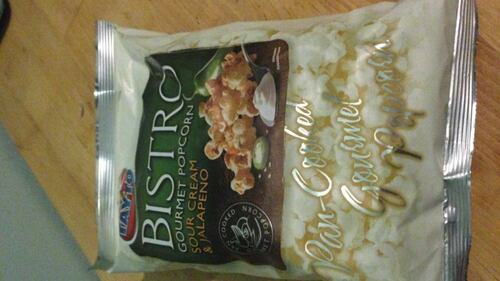 BISTRO
GOURMET POPCORN
SOUR CREAM
& JALAPEÑO
Pan-Cooked
Gourmet
Popcorn